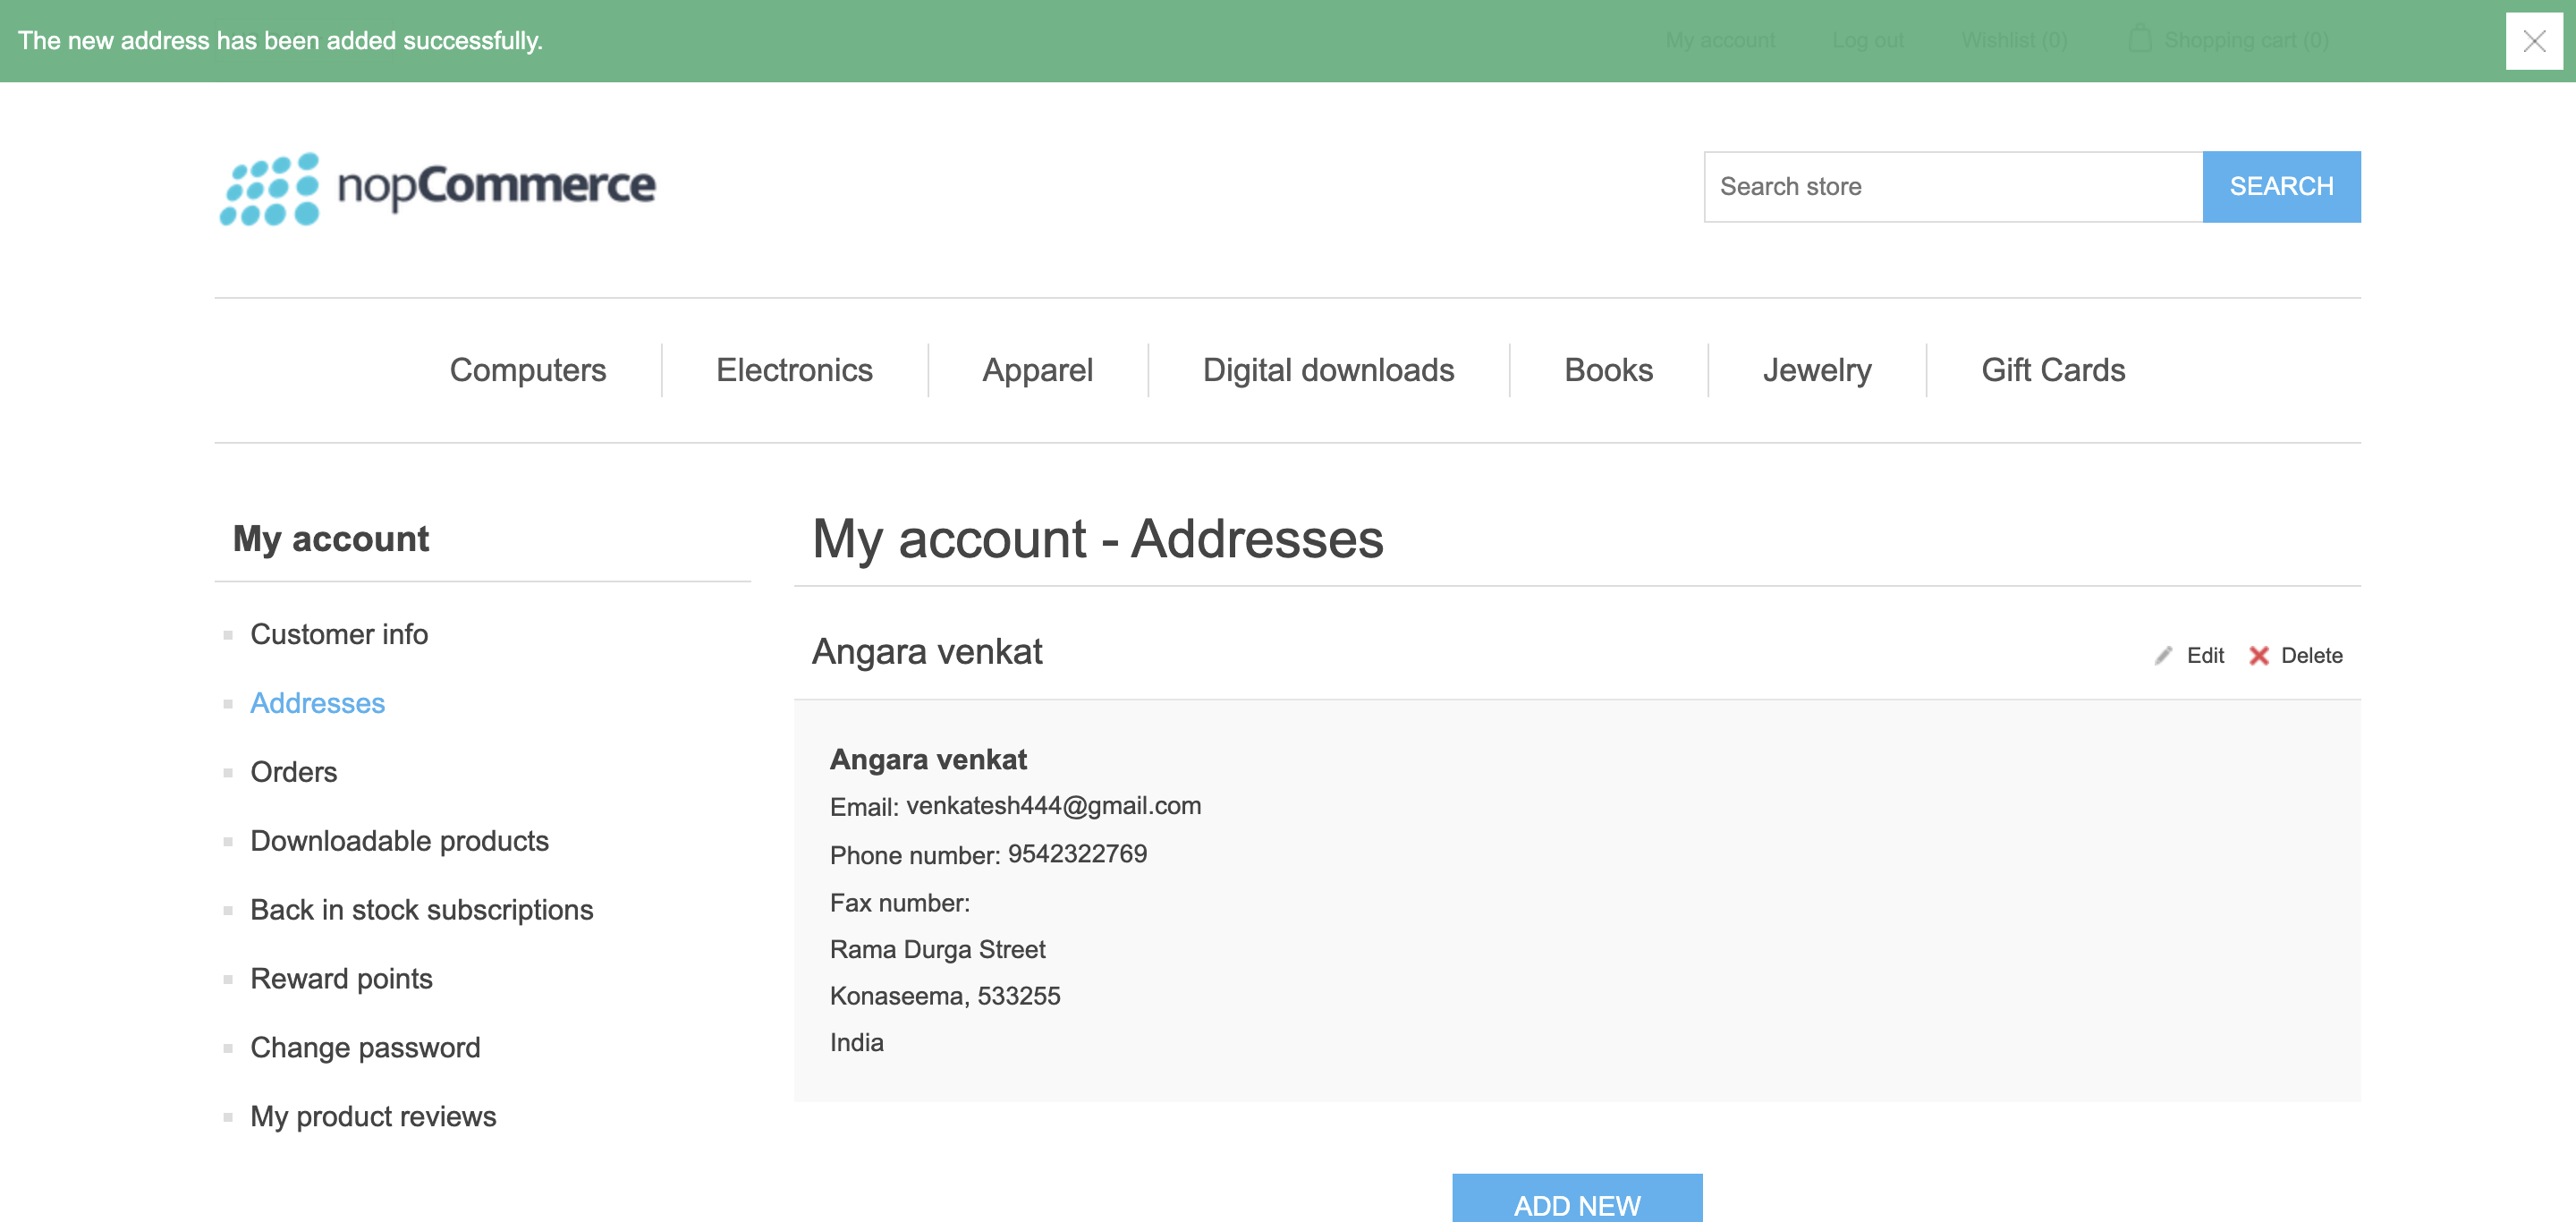 The new address has been added successfully.
My account Log out Wishlist (0) Shopping cart (0)
nopCommerce
Search store SEARCH
Computers Electronics Apparel Digital downloads Books Jewelry Gift Cards
My account
Customer info
Addresses
Orders
Downloadable products
Back in stock subscriptions
Reward points
Change password
My product reviews
My account - Addresses
Angara venkat Edit Delete
Angara venkat
Email: venkatesh444@gmail.com
Phone number: 9542322769
Fax number:
Rama Durga Street
Konaseema, 533255
India
ADD NEW